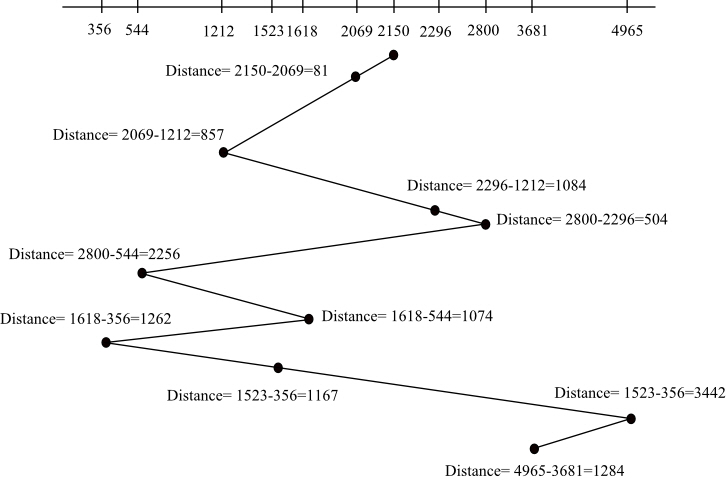 356 544 1212 1523 1618 2069 2150 2296 2800 3681 4965
Distance= 2150-2069=81
Distance= 2069-1212=857
Distance= 2296-1212=1084
Distance= 2800-2296=504
Distance= 2800-544=2256
Distance= 1618-544=1074
Distance= 1618-356=1262
Distance= 1523-356=3442
Distance= 1523-356=1167
Distance= 4965-3681=1284